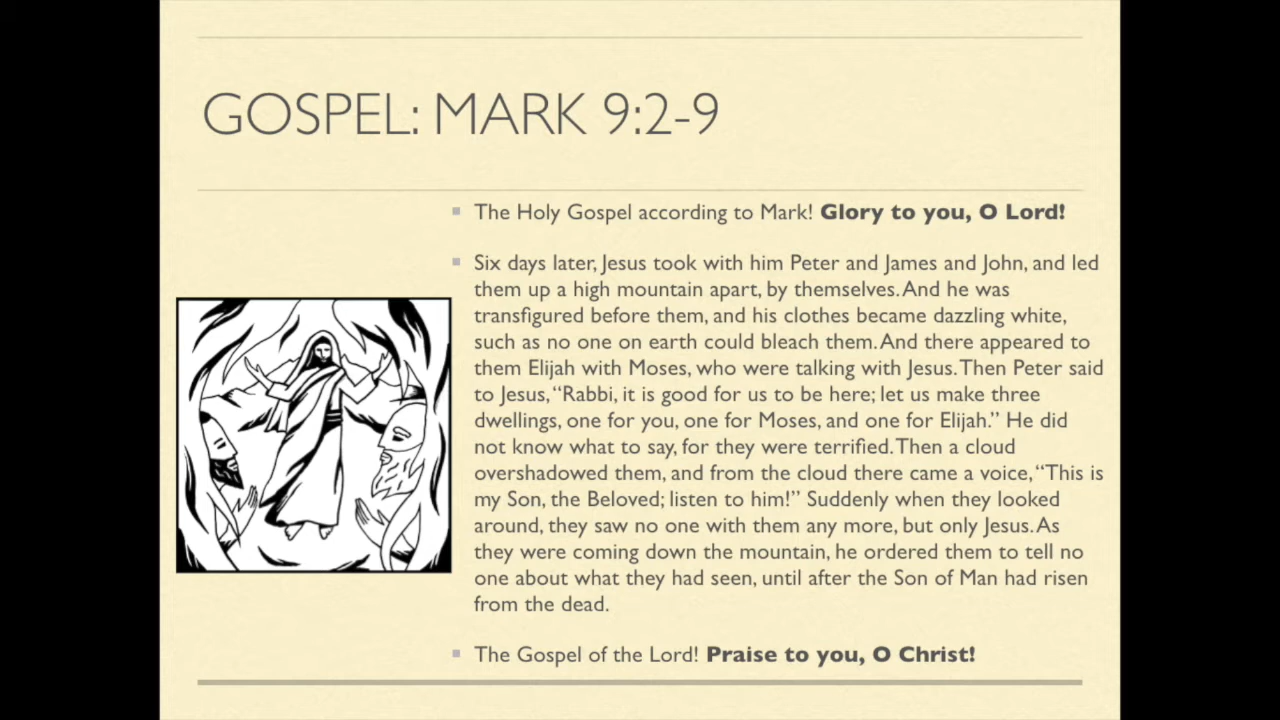 GOSPEL: MARK 9:2-9
The Holy Gospel according to Mark! Glory to you, O Lord!
Six days later, Jesus took with him Peter and James and John, and led
them up a high mountain apart, by themselves. And he was
transfigured before them, and his clothes became dazzling white,
such as no one on earth could bleach them. And there appeared to
them Elijah with Moses, who were talking with Jesus. Then Peter said
to Jesus, “Rabbi, it is good for us to be here; let us make three
dwellings, one for you, one for Moses, and one for Elijah.” He did
not know what to say, for they were terrified. Then a cloud
overshadowed them, and from the cloud there came a voice, “This is
my Son, the Beloved; listen to him!” Suddenly when they looked
around, they saw no one with them any more, but only Jesus. As
they were coming down the mountain, he ordered them to tell no
one about what they had seen, until after the Son of Man had risen
from the dead.
The Gospel of the Lord! Praise to you, O Christ!